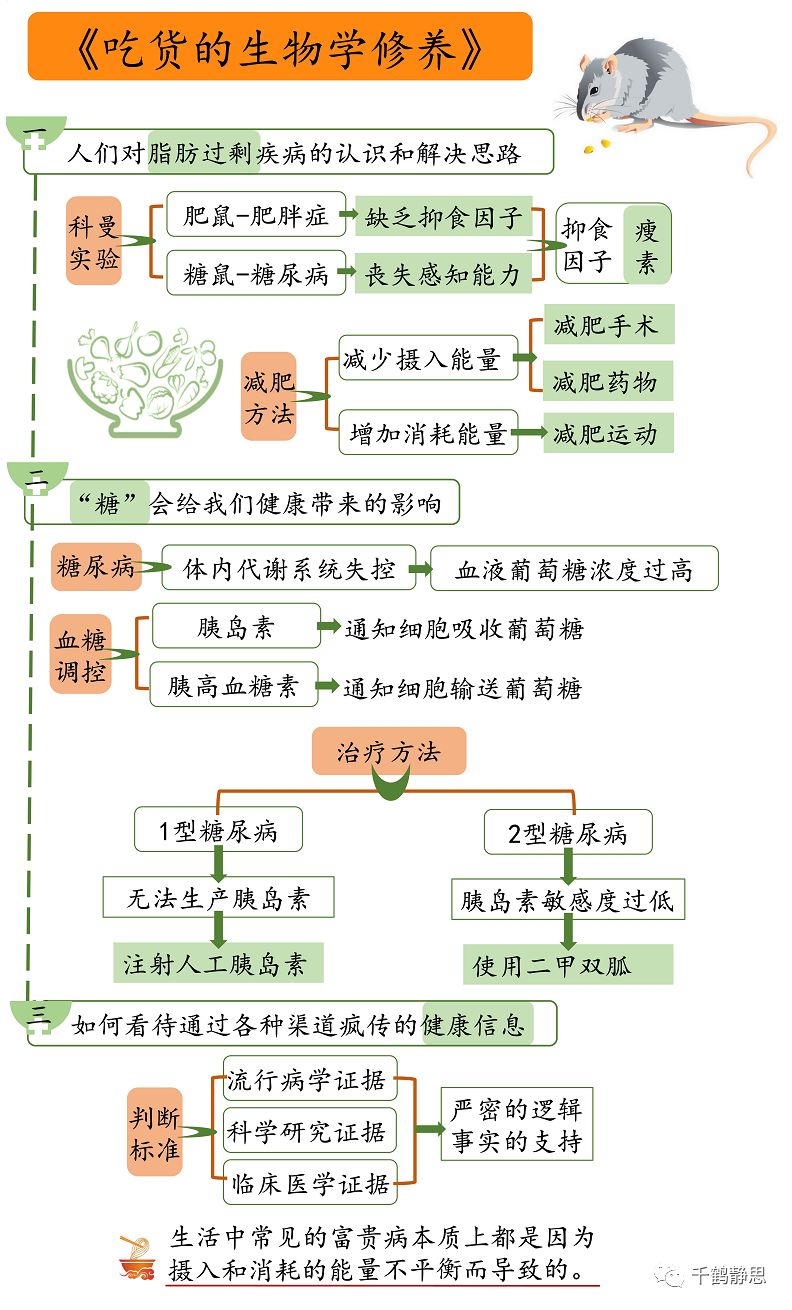 《吃货的生物学修养》
一
人们对脂肪过剩疾病的认识和解决思路
科曼
实验
肥鼠-肥胖症
缺乏抑食因子
糖鼠-糖尿病
丧失感知能力
抑食
因子
瘦
素
减肥
方法
减少摄入能量
减肥手术
减肥药物
增加消耗能量
减肥运动
二
“糖”会给我们健康带来的影响
糖尿病
体内代谢系统失控
血液葡萄糖浓度过高
血糖
调控
胰岛素
通知细胞吸收葡萄糖
胰高血糖素
通知细胞输送葡萄糖
治疗方法
1型糖尿病
无法生产胰岛素
注射人工胰岛素
2型糖尿病
胰岛素敏感度过低
使用二甲双胍
三
如何看待通过各种渠道疯传的健康信息
判断
标准
流行病学证据
科学研究证据
临床医学证据
严密的逻辑
事实的支持
生活中常见的富贵病本质上都是因为
摄入和消耗的能量不平衡而导致的。
千鹤静思